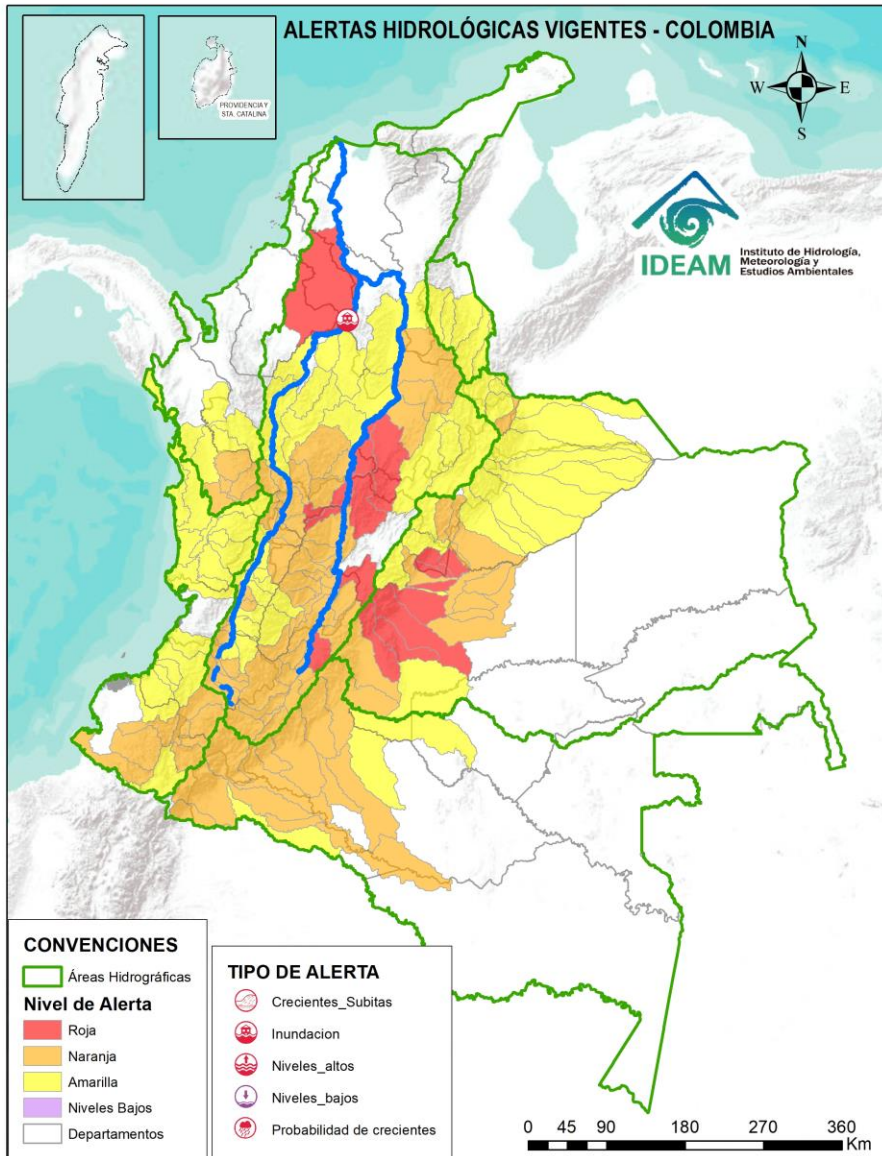 ALERTAS HIDROLÓGICAS VIGENTES - COLOMBIA
PROVIDENCIA Y
STA. CATALINA
N
W
E
S
IDEAM
Instituto de Hidrología,
Meteorología y
Estudios Ambientales
CONVENCIONES
Áreas Hidrográficas
Nivel de Alerta
Roja
Naranja
Amarilla
Niveles Bajos
Departamentos
TIPO DE ALERTA
Crecientes_Subitas
Inundacion
Niveles_altos
Niveles_bajos
Probabilidad de crecientes
0 45 90 180 270 360
Km